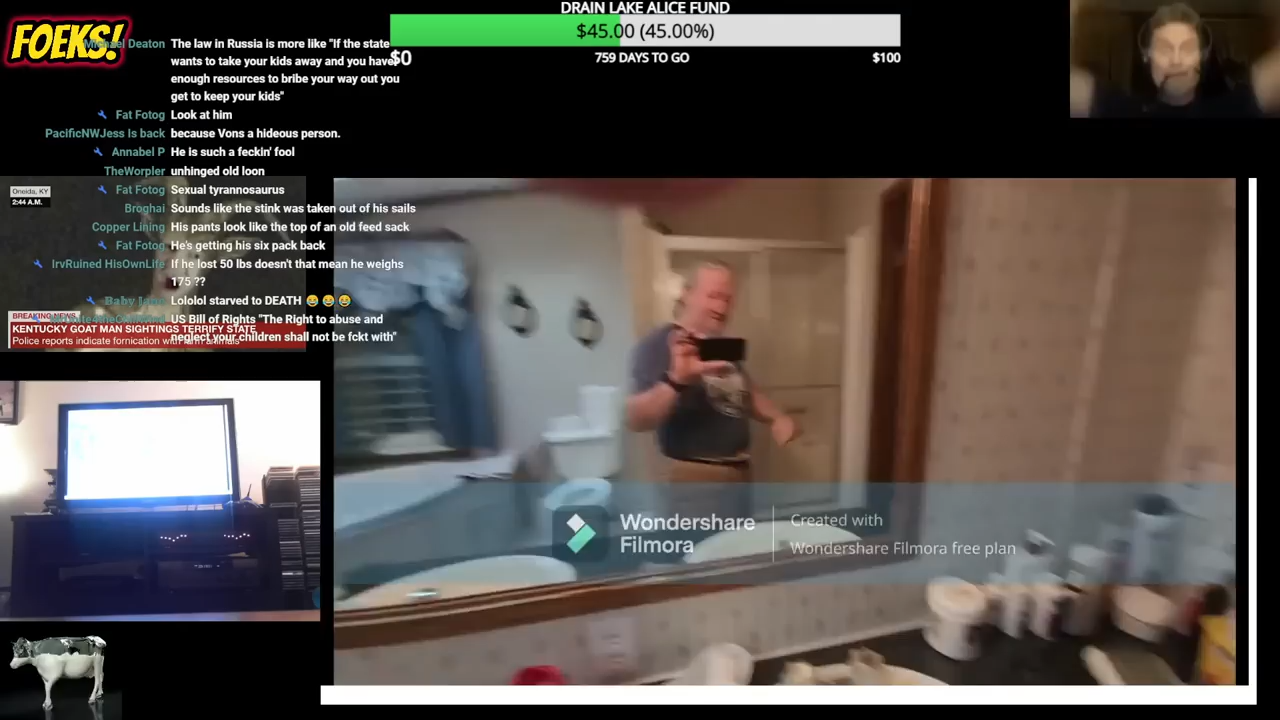 DRAIN LAKE ALICE FUND
$45.00 (45.00%)
$0
759 DAYS TO GO
$100
FOEKS!
Michael Deaton The law in Russia is more like "If the state
wants to take your kids away and you have
enough resources to bribe your way out you
get to keep your kids"
Fat Fotog Look at him
PacificNWJess Is back because Vons a hideous person.
Annabel P He is such a feckin' fool
TheWorpler unhinged old loon
Fat Fotog Sexual tyrannosaurus
Broghai Sounds like the stink was taken out of his sails
Copper Lining His pants look like the top of an old feed sack
Fat Fotog He's getting his six pack back
IrvRuined HisOwnLife If he lost 50 lbs doesn't that mean he weighs
175 ??
Baby Lololol starved to DEATH 😂 😂 😂
US Bill of Rights "The Right to abuse and
neglect your children shall not be fckt with"
Oneida, KY
2:44 A.M.
BREAKING NEWS
KENTUCKY GOAT MAN SIGHTINGS TERRIFY STATE
Police reports indicate fornication with farm animals
Wondershare
Filmora
Created with
Wondershare Filmora free plan